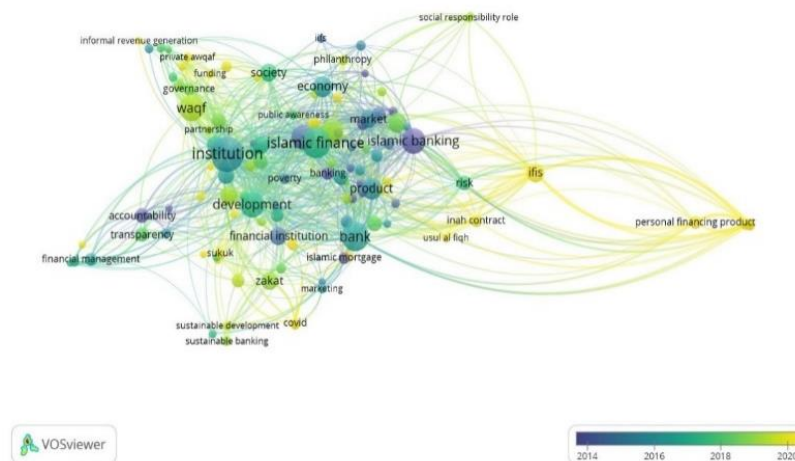 social responsibility role
informal revenue generation
ifis
private awqaf
philanthropy
funding
society
governance
economy
waqf
public awareness
market
partnership
islamic finance
islamic banking
institution
banking
ifis
poverty
risk
product
development
accountability
inah contract
personal financing product
transparency
financial institution
bank
usul al fiqh
sukuk
islamic mortgage
financial management
zakat
marketing
sustainable development
covid
sustainable banking
VOSviewer
2014
2016
2018
2020